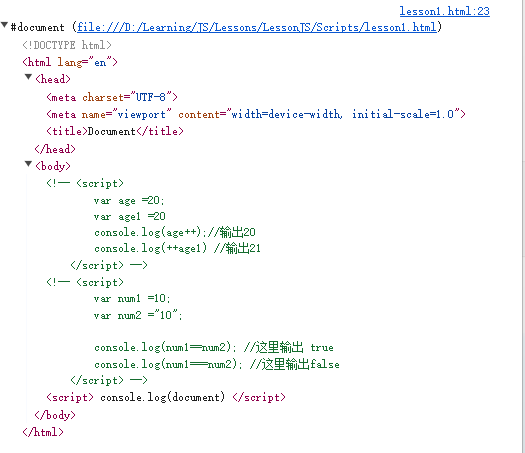 lesson1.html:23
#document (file:///D:/Learning/JS/Lessons/LessonJS/Scripts/lesson1.html)
<!DOCTYPE html>
<html lang="en">
<head>
<meta charset="UTF-8">
<meta name="viewport" content="width=device-width, initial-scale=1.0">
<title>Document</title>
</head>
<body>
<!-- <script>
var age =20;
var age1 =20
console.log(age++);//输出20
console.log(++age1) //输出21
</script> -->
<!-- <script>
var num1 =10;
var num2 ="10";
console.log(num1==num2); //这里输出 true
console.log(num1===num2); //这里输出false
</script> -->
<script> console.log(document) </script>
</body>
</html>